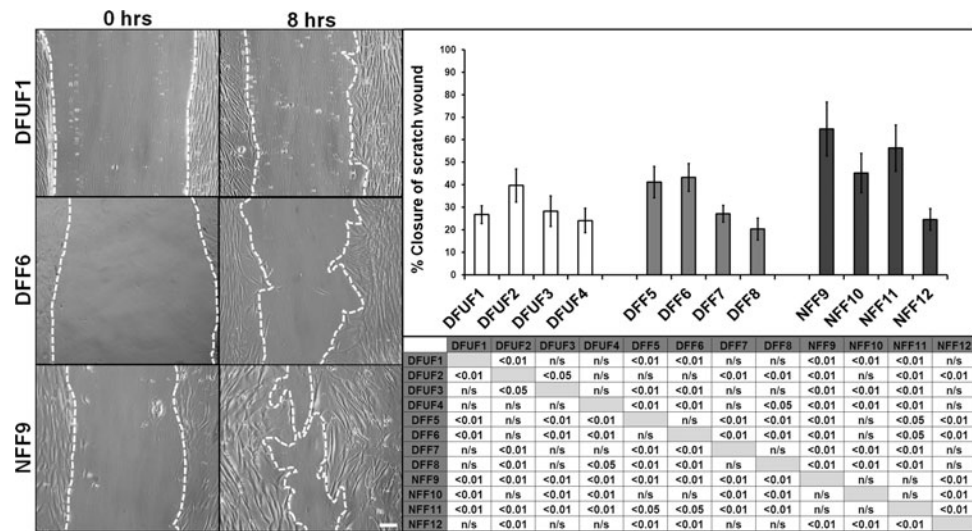 0 hrs 8 hrs
DFUF1
DFF6
NFF9
% Closure of scratch wound
100
90
80
70
60
50
40
30
20
10
0
DFUF1 DFUF2 DFUF3 DFUF4 DFF5 DFF6 DFF7 DFF8 NFF9 NFF10 NFF11 NFF12
DFUF1 DFUF2 DFUF3 DFUF4 DFF5 DFF6 DFF7 DFF8 NFF9 NFF10 NFF11 NFF12
DFUF1 <0.01 n/s n/s <0.01 <0.01 n/s n/s <0.01 <0.01 <0.01 n/s
DFUF2 <0.01 <0.05 n/s n/s n/s <0.01 <0.01 <0.01 n/s <0.01 <0.01
DFUF3 n/s <0.05 n/s <0.01 <0.01 n/s n/s <0.01 <0.01 <0.01 n/s
DFUF4 n/s n/s n/s <0.01 <0.01 n/s <0.05 <0.01 <0.01 <0.01 n/s
DFF5 <0.01 n/s <0.01 <0.01 n/s <0.01 <0.01 <0.01 n/s <0.05 <0.01
DFF6 <0.01 n/s <0.01 <0.01 n/s <0.01 <0.01 <0.01 n/s <0.05 <0.01
DFF7 n/s <0.01 n/s n/s <0.01 <0.01 n/s <0.01 <0.01 <0.01 n/s
DFF8 n/s <0.01 n/s <0.05 <0.01 <0.01 n/s <0.01 <0.01 <0.01 n/s
NFF9 <0.01 <0.01 <0.01 <0.01 <0.01 <0.01 <0.01 <0.01 n/s n/s <0.01
NFF10 <0.01 n/s <0.01 <0.01 n/s n/s <0.01 <0.01 n/s n/s <0.01
NFF11 <0.01 <0.01 <0.01 <0.01 <0.05 <0.05 <0.01 <0.01 n/s n/s <0.01
NFF12 n/s <0.01 n/s n/s <0.01 <0.01 n/s n/s <0.01 <0.01 <0.01